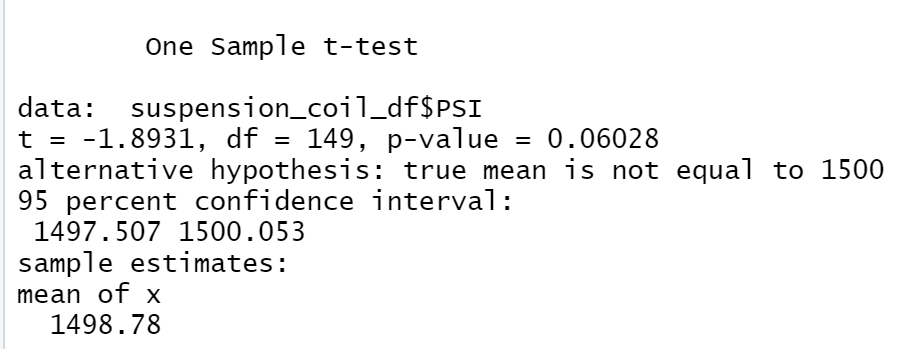 One Sample t-test
data: suspension_coil_df$PSI
t = -1.8931, df = 149, p-value = 0.06028
alternative hypothesis: true mean is not equal to 1500
95 percent confidence interval:
1497.507 1500.053
sample estimates:
mean of x
1498.78